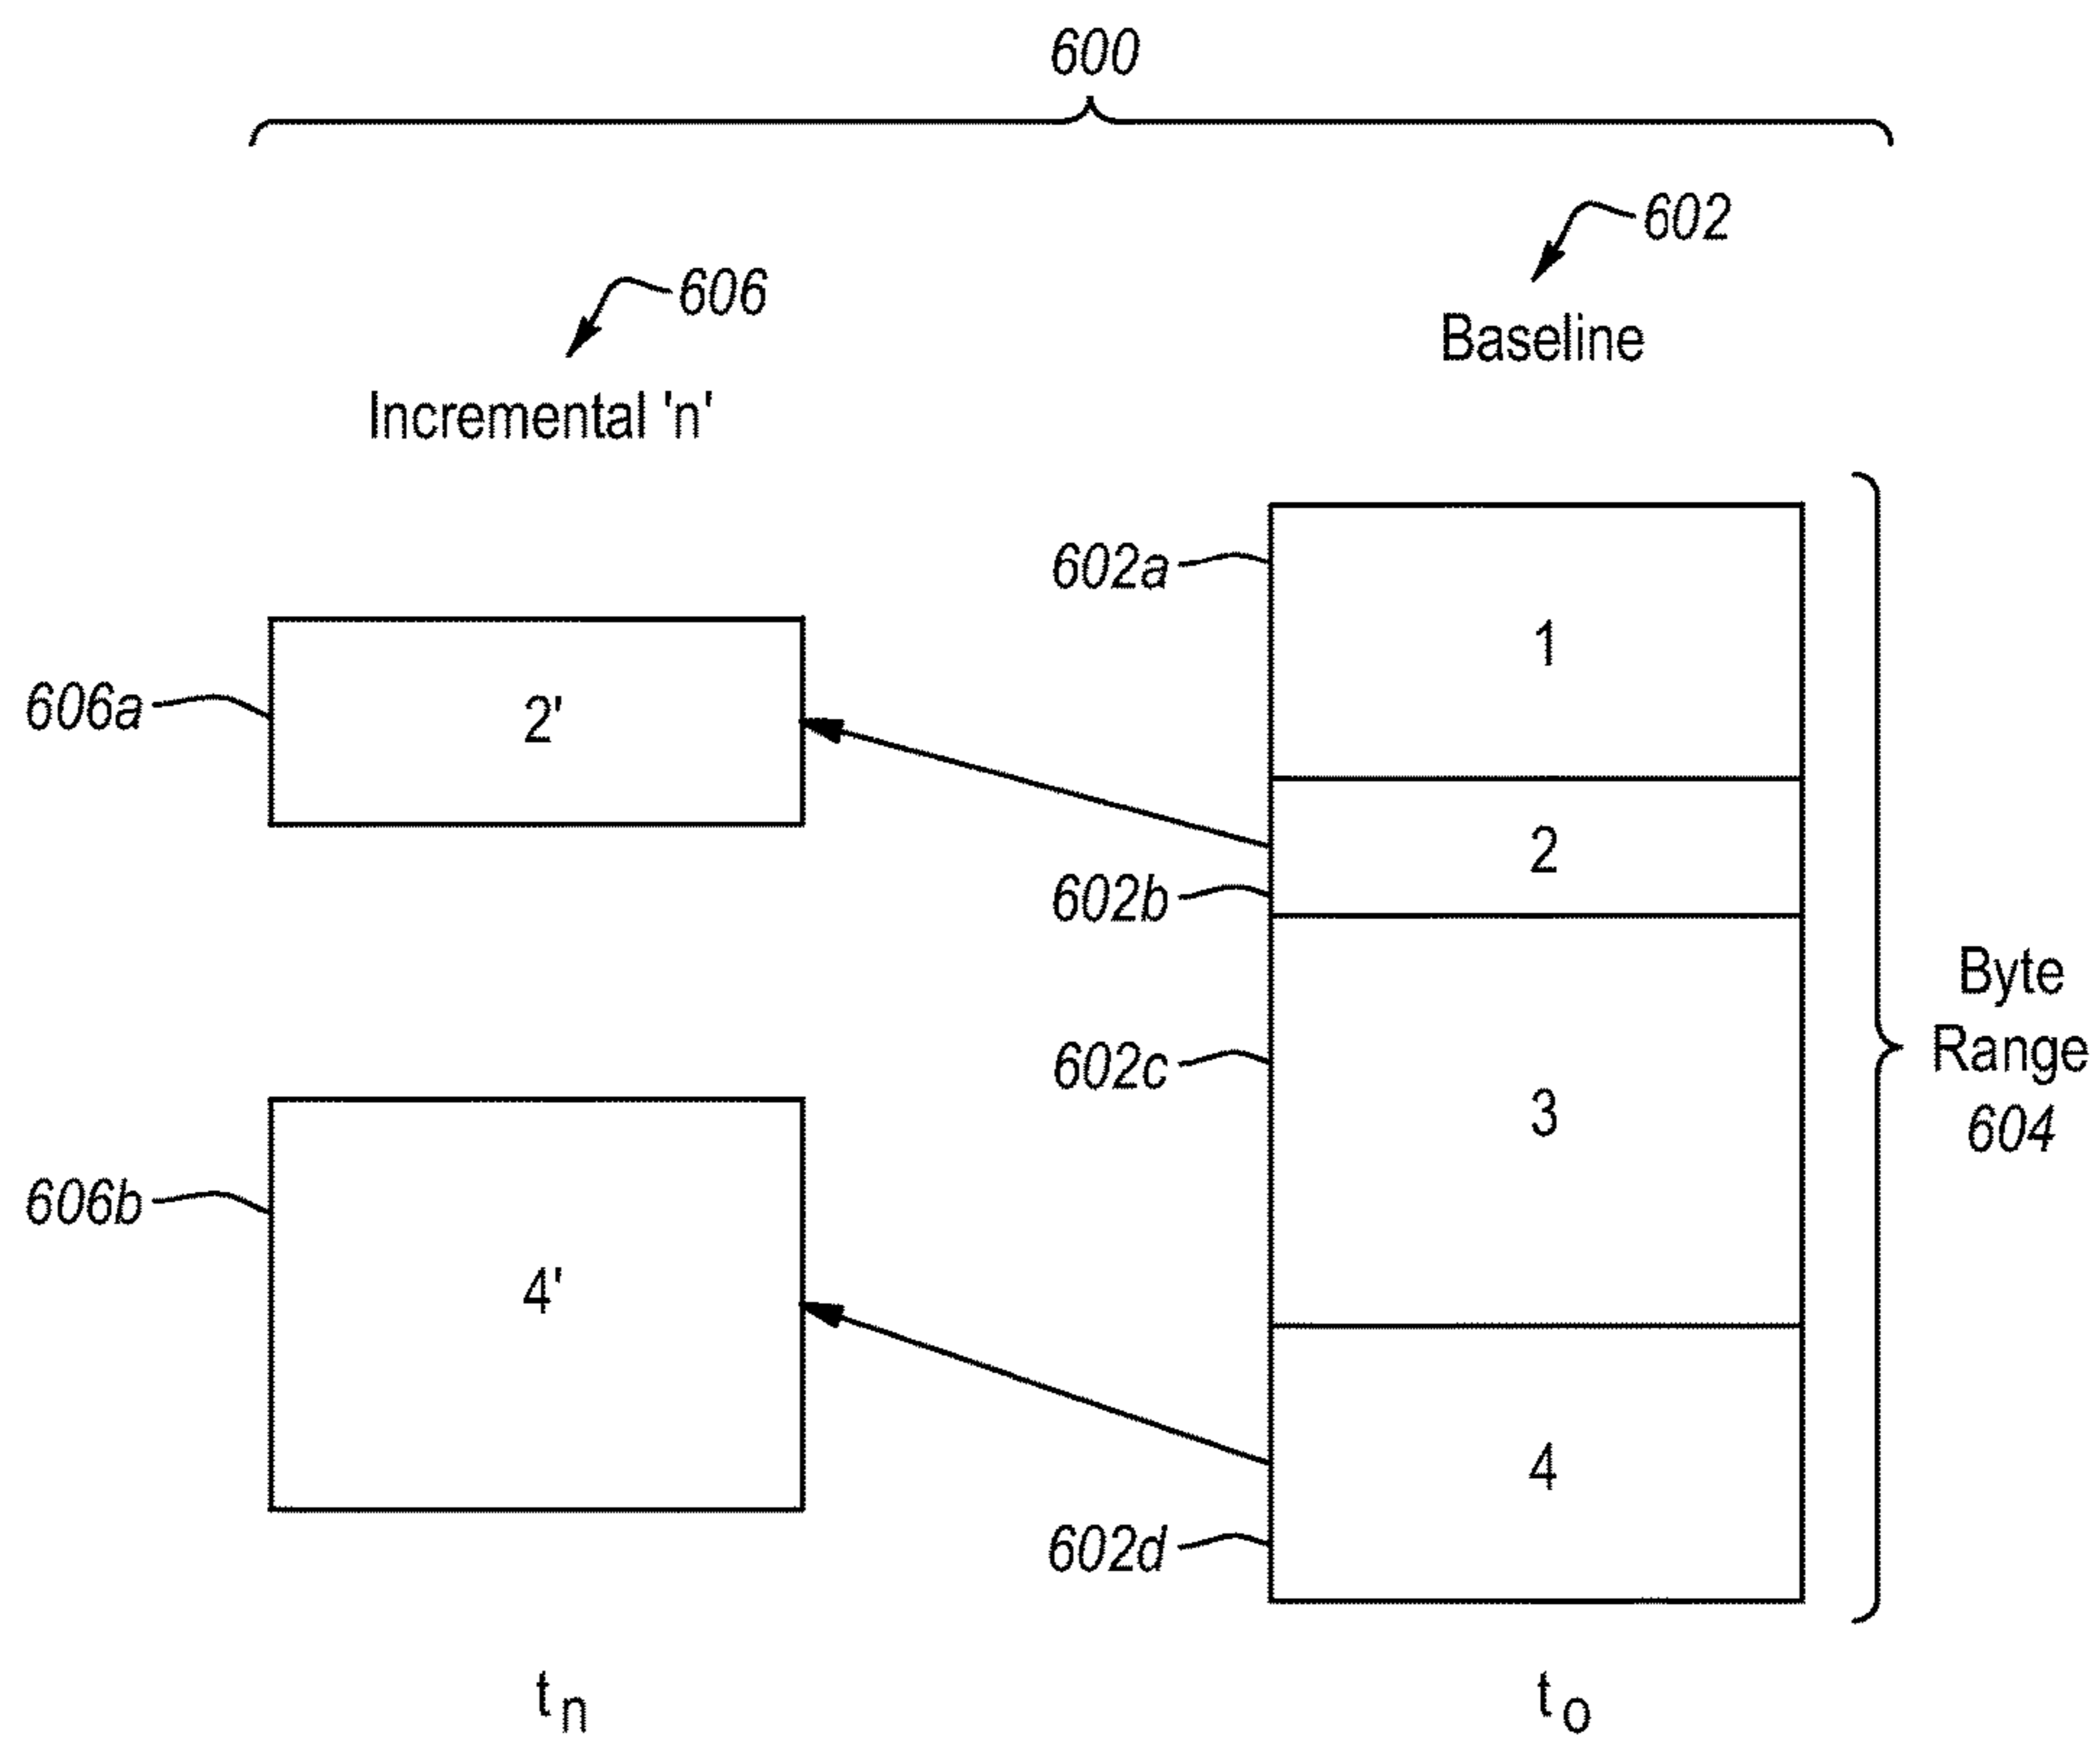 600
602
606
Baseline
Incremental 'n'
602a
1
606a
2'
2
602b
Byte
Range
604
602c
3
606b
4'
4
602d
tn
to